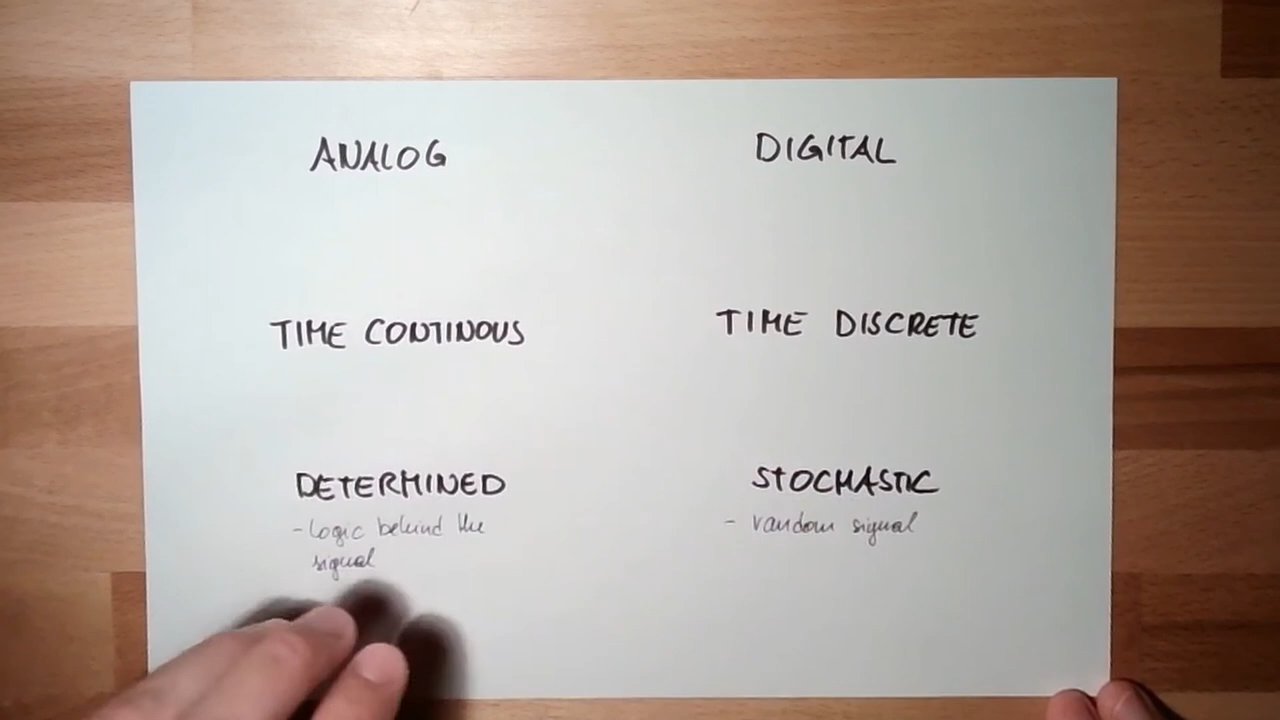 ANALOG
DIGITAL
TIME CONTINOUS
TIME DISCRETE
DETERMINED
- logic behind the
signal
STOCHASTIC
- random signal